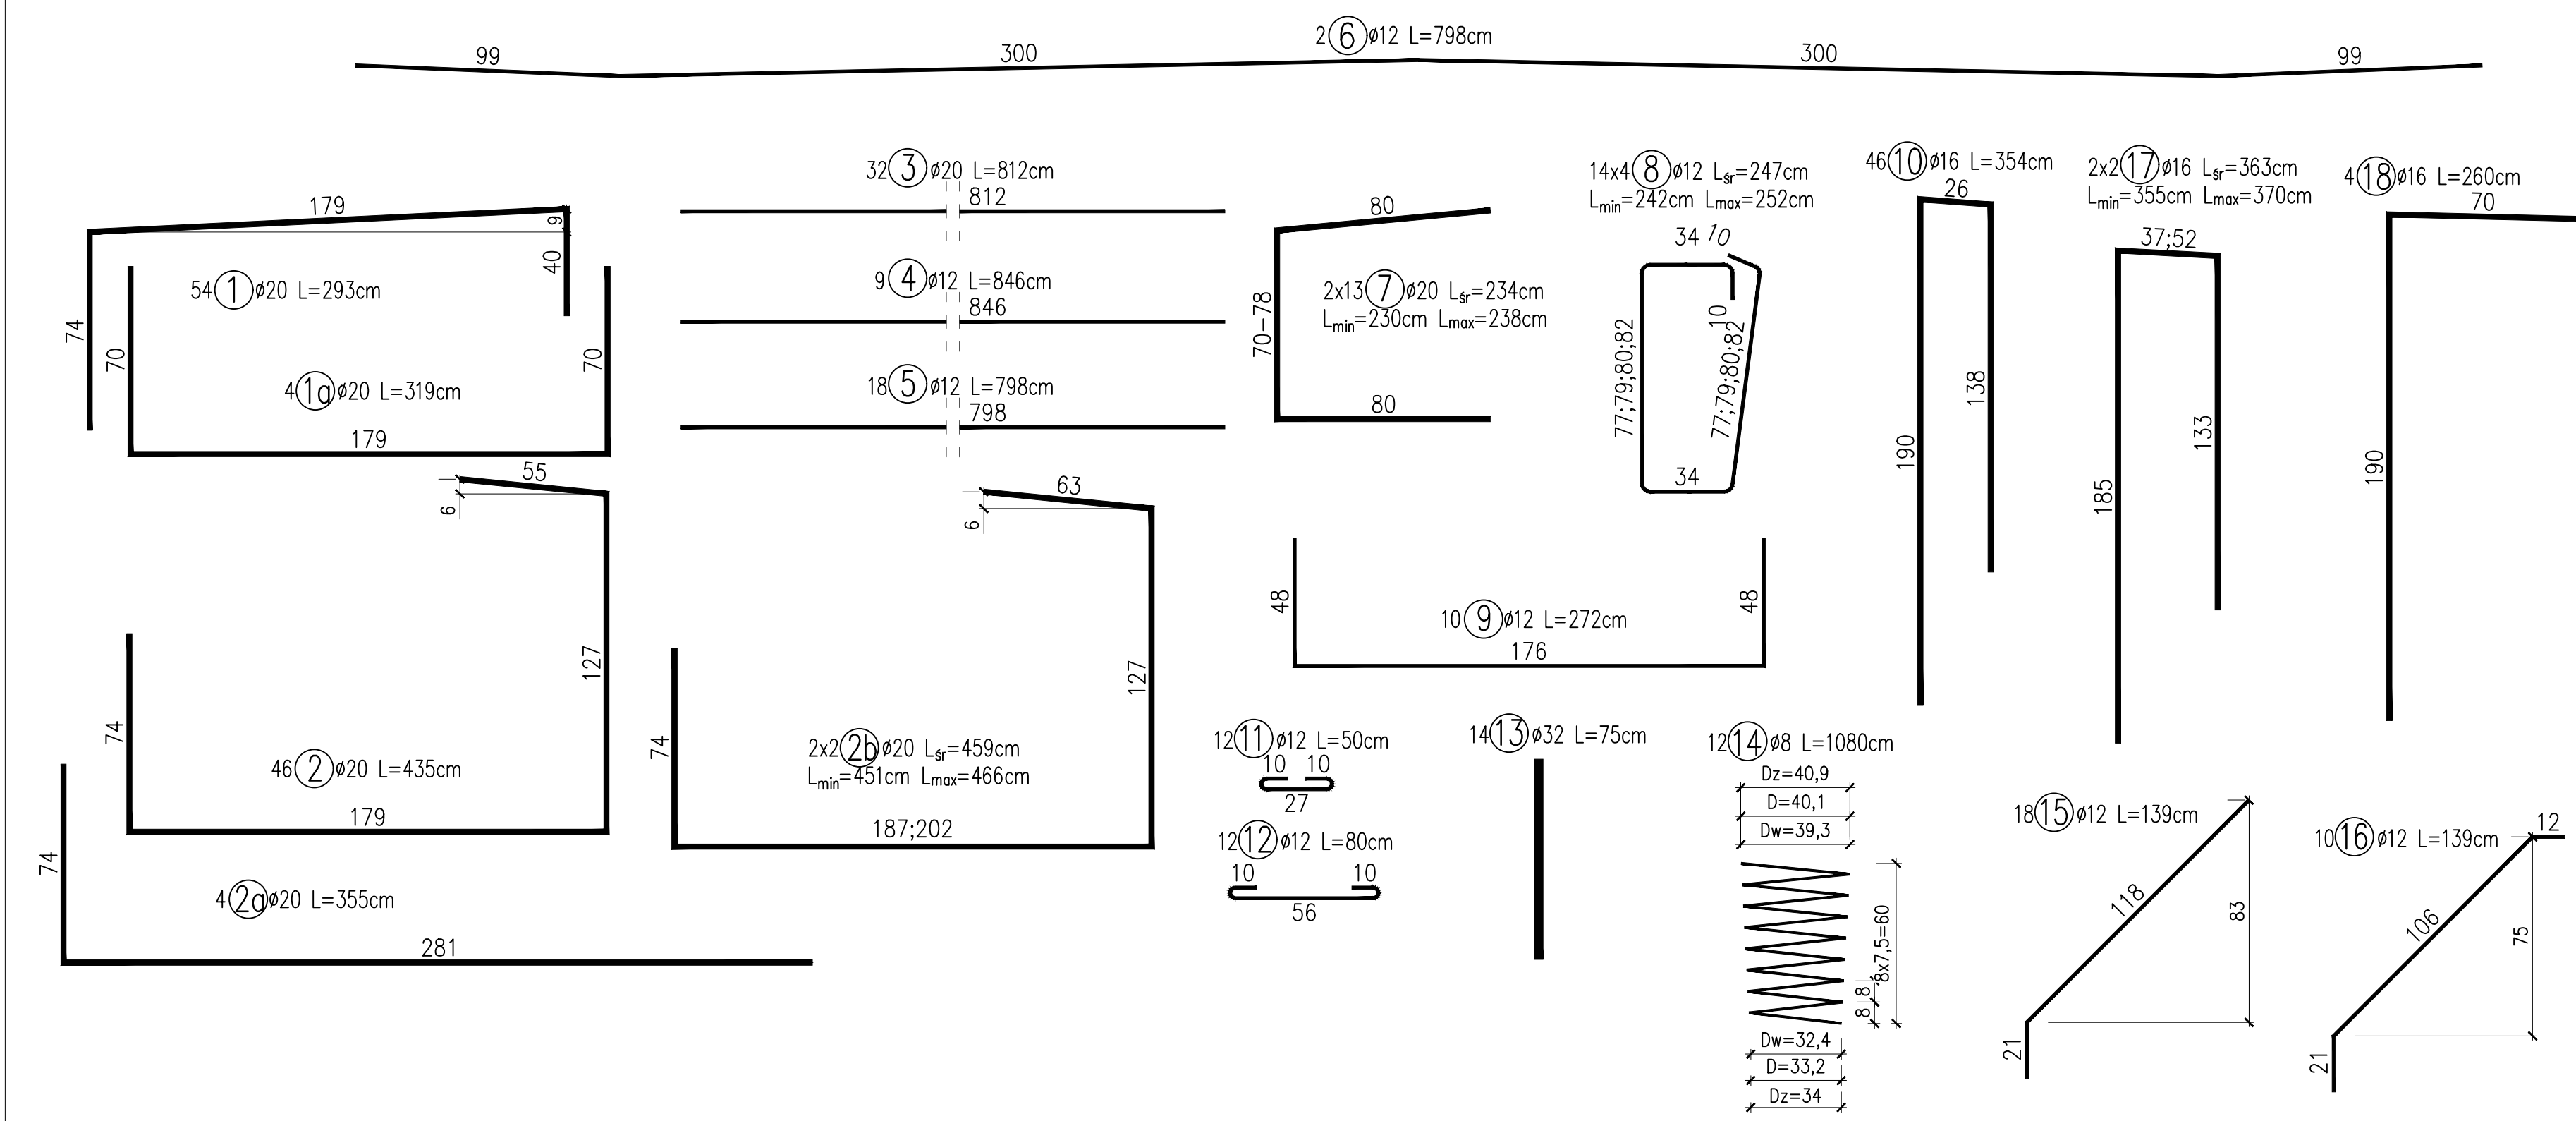 2 6 ø12 L=798cm
99 300 300 99
54 1 ø20 L=293cm
179
9
40
74
4 1a ø20 L=319cm
70 70
179
32 3 ø20 L=812cm
812
9 4 ø12 L=846cm
846
18 5 ø12 L=798cm
798
80
2x13 7 ø20 Lśr=234cm
Lmin=230cm Lmax=238cm
70-78
80
14x4 8 ø12 Lśr=247cm
Lmin=242cm Lmax=252cm
34 10
10
77;79;80;82
77;79;80;82
34
46 10 ø16 L=354cm
26
138
190
2x2 17 ø16 Lśr=363cm
Lmin=355cm Lmax=370cm
37;52
133
185
4 18 ø16 L=260cm
70
190
55
6
127
74
46 2 ø20 L=435cm
179
63
6
127
74
2x2 2b ø20 Lśr=459cm
Lmin=451cm Lmax=466cm
187;202
48 48
10 9 ø12 L=272cm
176
74
4 2a ø20 L=355cm
281
12 11 ø12 L=50cm
10 10
27
12 12 ø12 L=80cm
10 10
56
14 13 ø32 L=75cm
12 14 ø8 L=1080cm
Dz=40,9
D=40,1
Dw=39,3
8x7,5=60
8 8
Dw=32,4
D=33,2
Dz=34
18 15 ø12 L=139cm
118
83
21
10 16 ø12 L=139cm
12
106
75
21